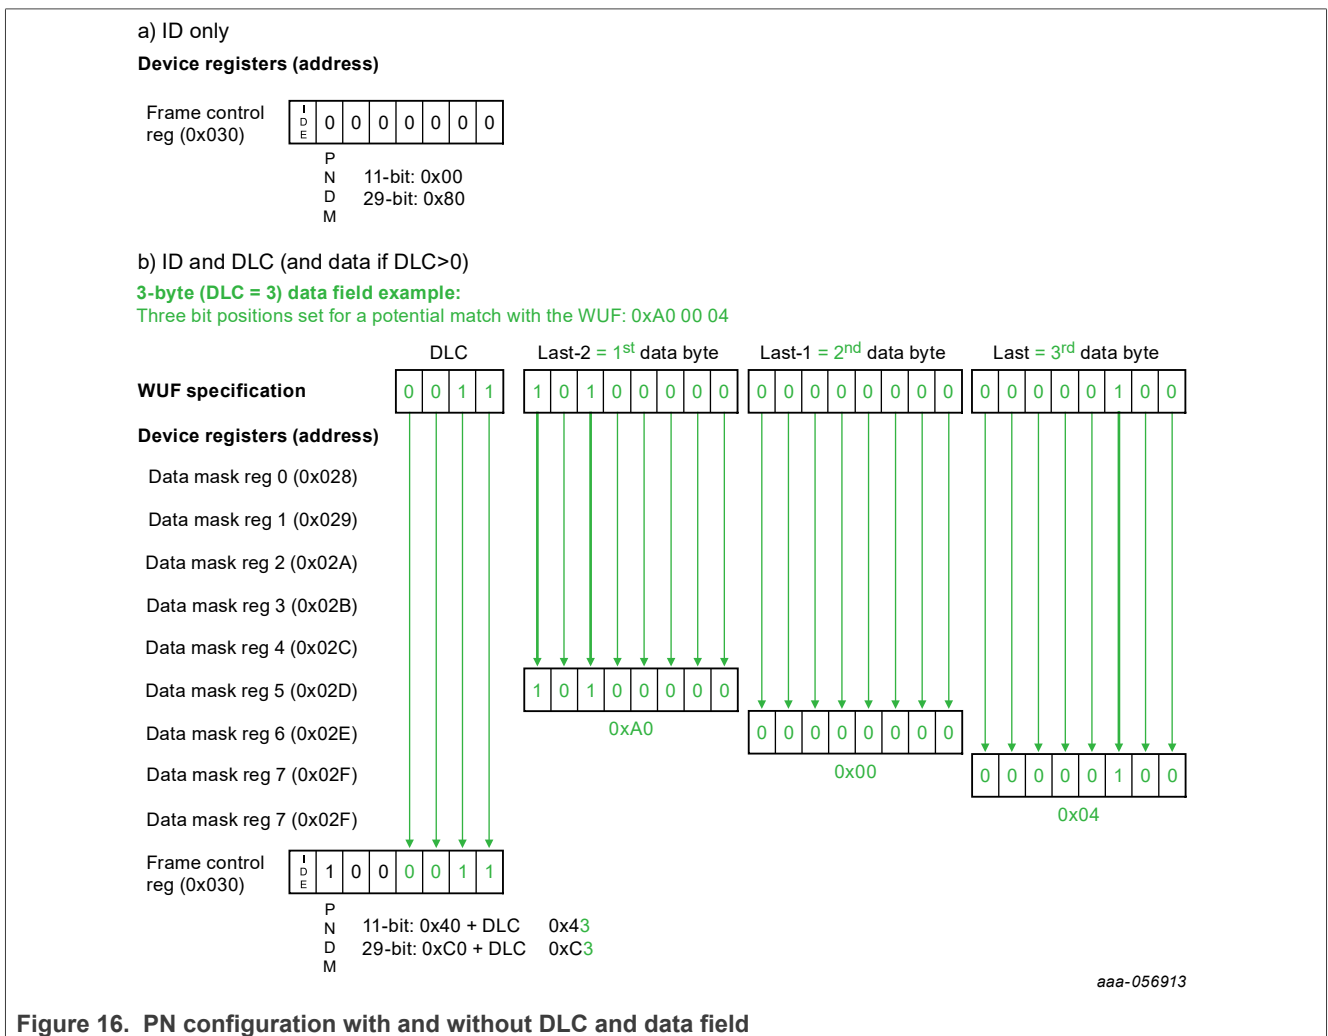 a) ID only
Device registers (address)
Frame control
reg (0x030)
IDE 0 0 0 0 0 0 0
PNDM
11-bit: 0x00
29-bit: 0x80
b) ID and DLC (and data if DLC>0)
3-byte (DLC = 3) data field example:
Three bit positions set for a potential match with the WUF: 0xA0 00 04
DLC Last-2 = 1st data byte Last-1 = 2nd data byte Last = 3rd data byte
WUF specification 0 0 1 1 1 0 1 0 0 0 0 0 0 0 0 0 0 0 0 0 0 0 0 0 0 1 0 0
Device registers (address)
Data mask reg 0 (0x028)
Data mask reg 1 (0x029)
Data mask reg 2 (0x02A)
Data mask reg 3 (0x02B)
Data mask reg 4 (0x02C)
Data mask reg 5 (0x02D) 1 0 1 0 0 0 0 0
0xA0
Data mask reg 6 (0x02E) 0 0 0 0 0 0 0 0
0x00
Data mask reg 7 (0x02F) 0 0 0 0 0 1 0 0
0x04
Data mask reg 7 (0x02F)
Frame control
reg (0x030)
IDE 1 0 0 0 0 1 1
PNDM
11-bit: 0x40 + DLC 0x43
29-bit: 0xC0 + DLC 0xC3
aaa-056913
Figure 16. PN configuration with and without DLC and data field